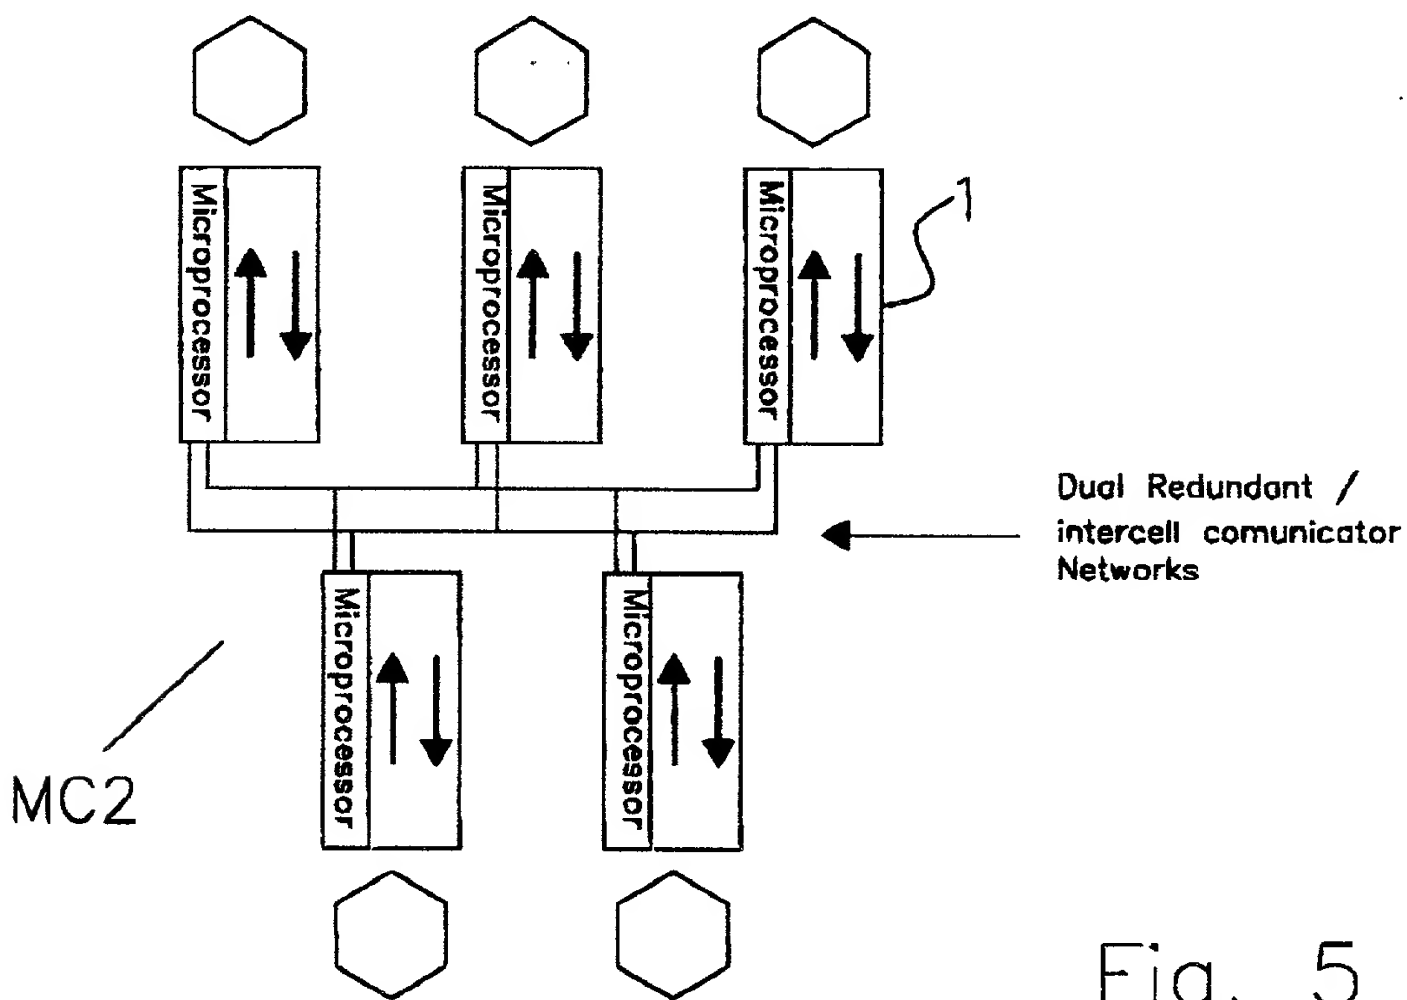 Microprocessor
Microprocessor
Microprocessor
1
Dual Redundant /
intercell comunicator
Networks
Microprocessor
Microprocessor
MC2
Fig. 5